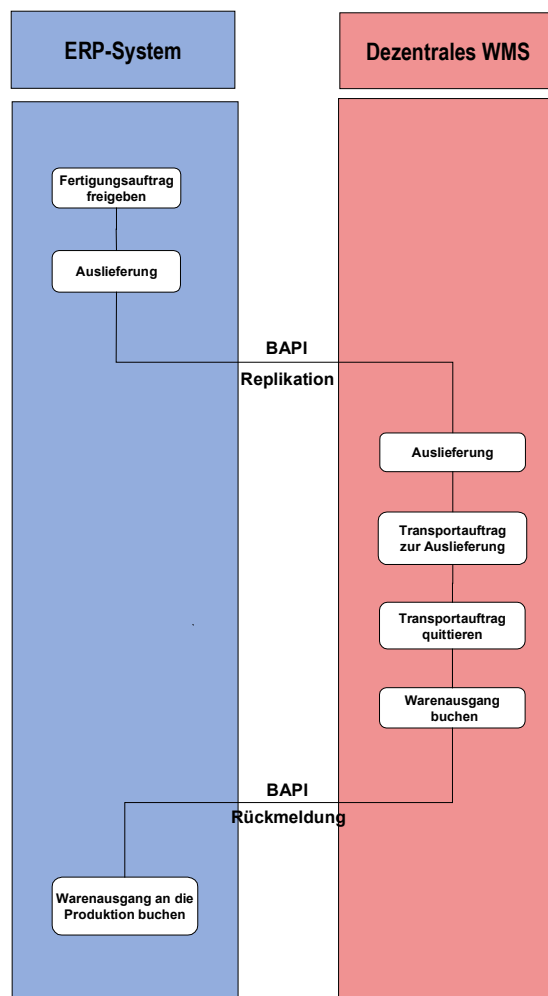 ERP-System
Dezentrales WMS
Fertigungsauftrag
freigeben
Auslieferung
BAPI
Replikation
Auslieferung
Transportauftrag
zur Auslieferung
Transportauftrag
quittieren
Warenausgang
buchen
BAPI
Rückmeldung
Warenausgang an die
Produktion buchen